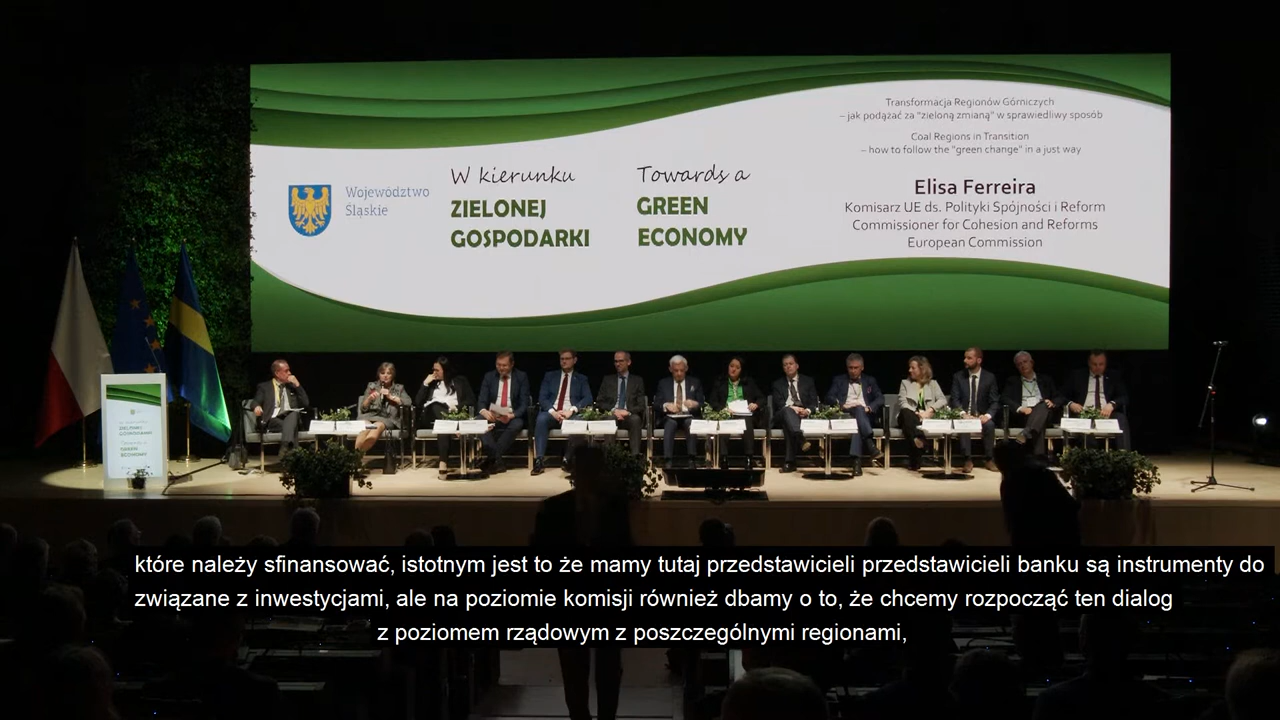 Transformacja Regionów Górniczych
– jak podążać za "zieloną zmianą" w sprawiedliwy sposób
Coal Regions in Transition
– how to follow the "green change" in a just way
Województwo
Śląskie
W kierunku
ZIELONEJ
GOSPODARKI
Towards a
GREEN
ECONOMY
Elisa Ferreira
Komisarz UE ds. Polityki Spójności i Reform
Commissioner for Cohesion and Reforms
European Commission
ZIELONEJ
GOSPODARKI
GREEN
ECONOMY
które należy sfinansować, istotnym jest to że mamy tutaj przedstawicieli przedstawicieli banku są instrumenty do
związane z inwestycjami, ale na poziomie komisji również dbamy o to, że chcemy rozpocząć ten dialog
z poziomem rządowym z poszczególnymi regionami,